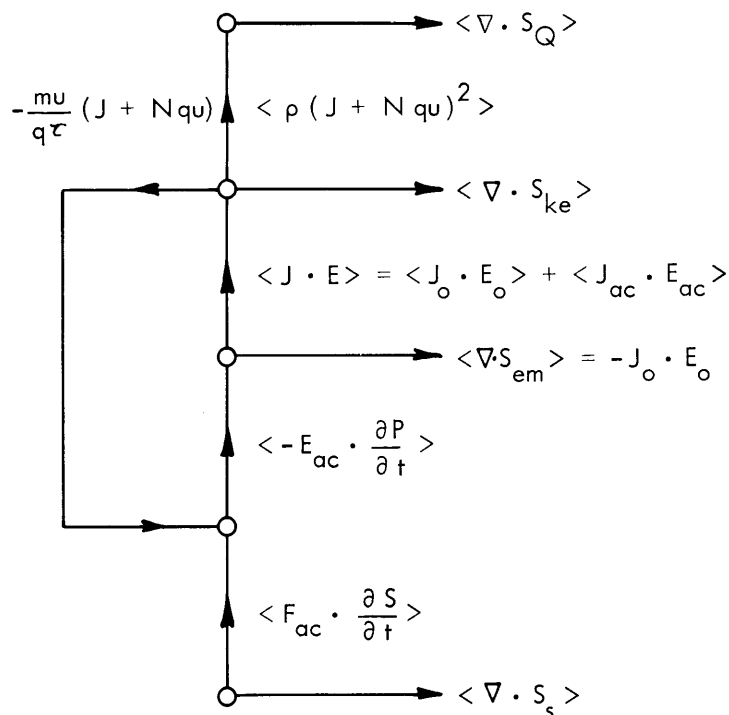 < ∇ · S_Q >
-mu/qτ (J + Nqu) < ρ (J + Nqu)² >
< ∇ · S_ke >
< J · E > = < J_o · E_o > + < J_ac · E_ac >
< ∇·S_em > = - J_o · E_o
< - E_ac · ∂P/∂t >
< F_ac · ∂S/∂t >
< ∇ · S_s >